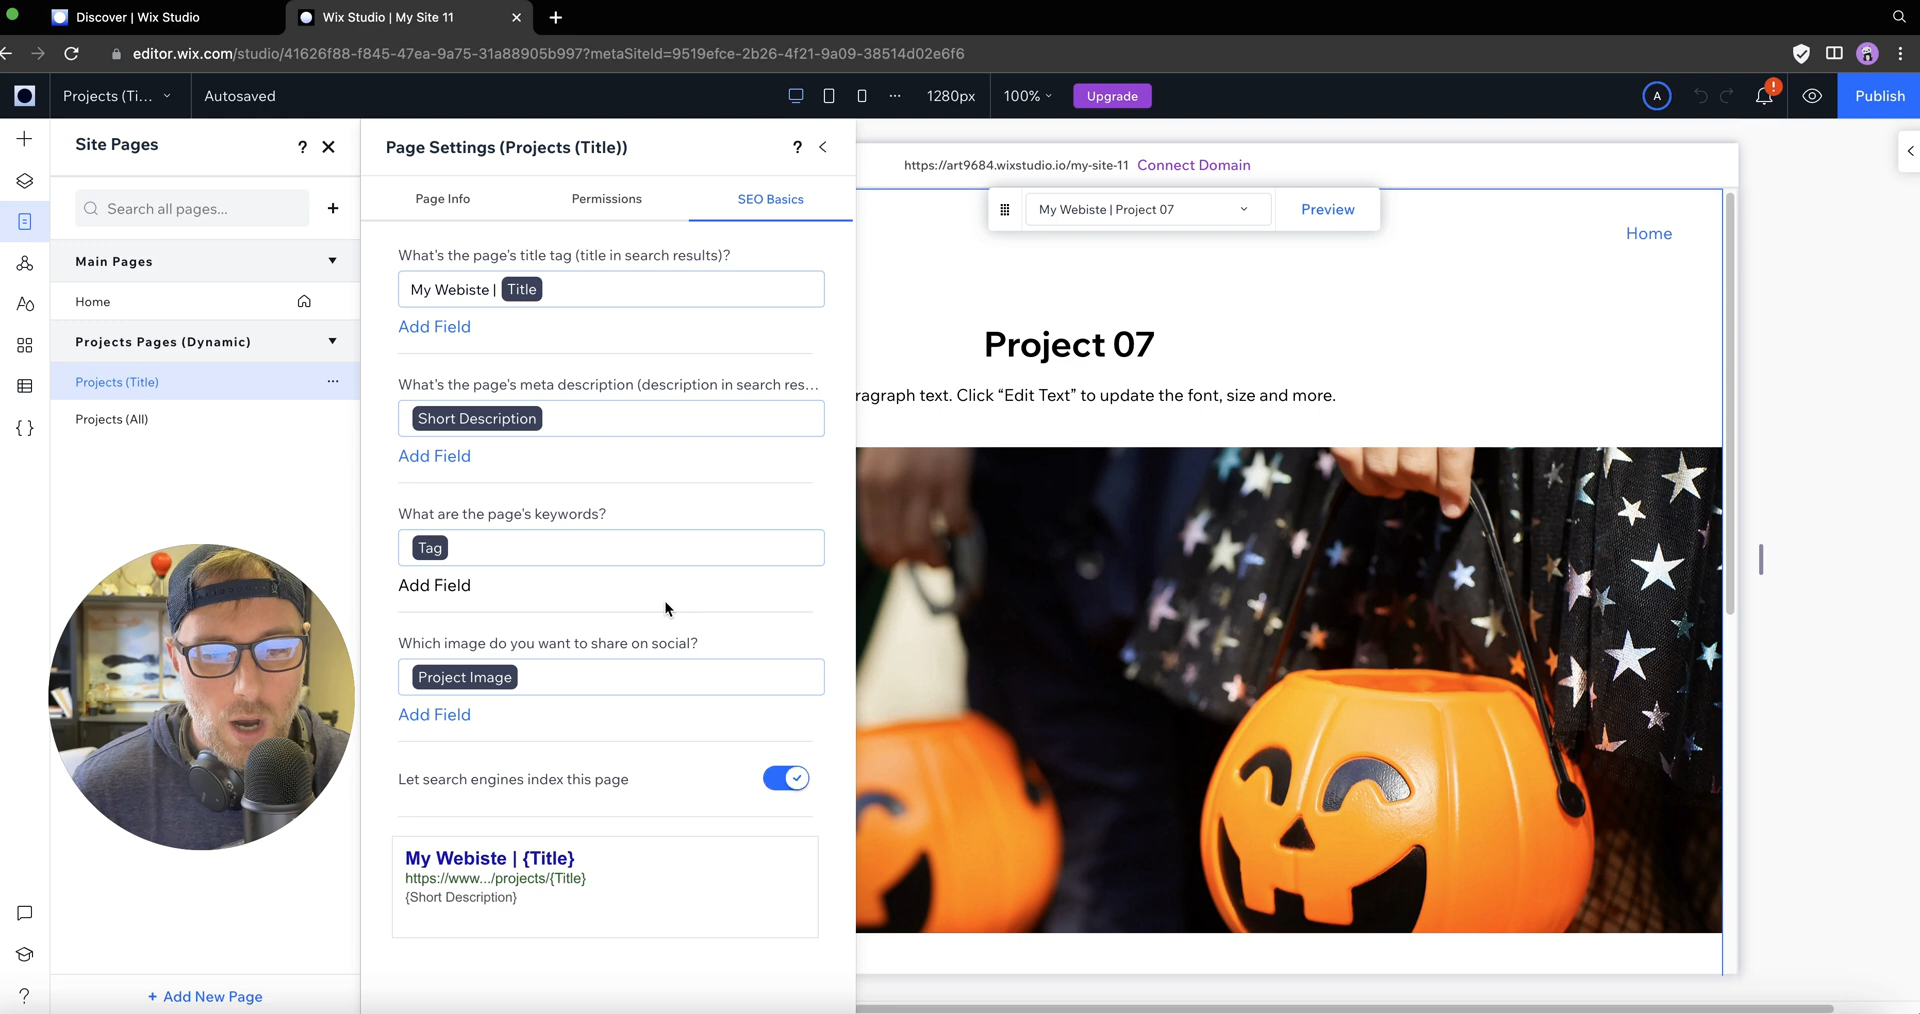 Discover | Wix Studio
Wix Studio | My Site 11
editor.wix.com/studio/41626f88-f845-47ea-9a75-31a88905b997?metaSiteId=9519efce-2b26-4f21-9a09-38514d02e6f6
Projects (Ti...
Autosaved
1280px
100%
Upgrade
A
!
Publish
Site Pages
?
Search all pages...
Main Pages
Home
Projects Pages (Dynamic)
Projects (Title)
Projects (All)
+ Add New Page
?
Page Settings (Projects (Title))
?
Page Info
Permissions
SEO Basics
What's the page's title tag (title in search results)?
My Webiste | Title
Add Field
What's the page's meta description (description in search res...
Short Description
Add Field
What are the page's keywords?
Tag
Add Field
Which image do you want to share on social?
Project Image
Add Field
Let search engines index this page
My Webiste | {Title}
https://www.../projects/{Title}
{Short Description}
https://art9684.wixstudio.io/my-site-11 Connect Domain
My Webiste | Project 07
Preview
Home
Project 07
ragraph text. Click “Edit Text” to update the font, size and more.